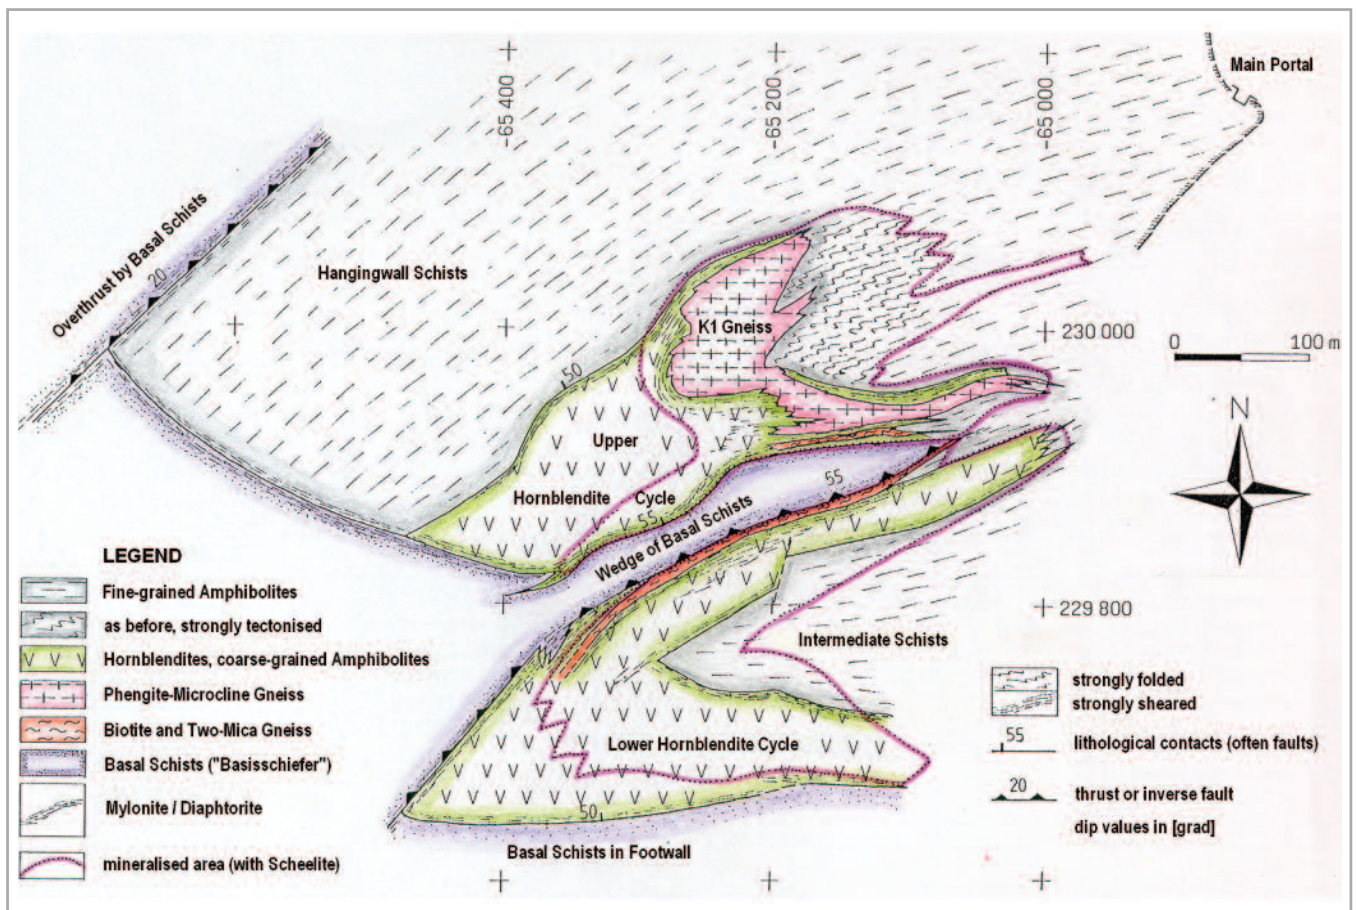 -65 400
-65 200
-65 000
Main Portal
Overthrust by Basal Schists
20
Hangingwall Schists
K1 Gneiss
230 000
0 100 m
50
N
Upper
Hornblendite Cycle
55
55
Wedge of Basal Schists
229 800
Intermediate Schists
Lower Hornblendite Cycle
50
Basal Schists in Footwall
LEGEND
Fine-grained Amphibolites
as before, strongly tectonised
Hornblendites, coarse-grained Amphibolites
Phengite-Microcline Gneiss
Biotite and Two-Mica Gneiss
Basal Schists ("Basisschiefer")
Mylonite / Diaphtorite
mineralised area (with Scheelite)
strongly folded
strongly sheared
55 lithological contacts (often faults)
20 thrust or inverse fault
dip values in [grad]